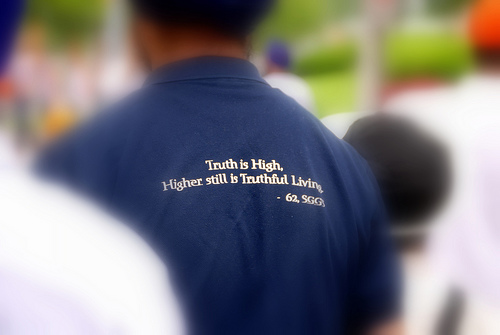 Truth is High,
Higher still is Truthful Living.
- 62, SGGS